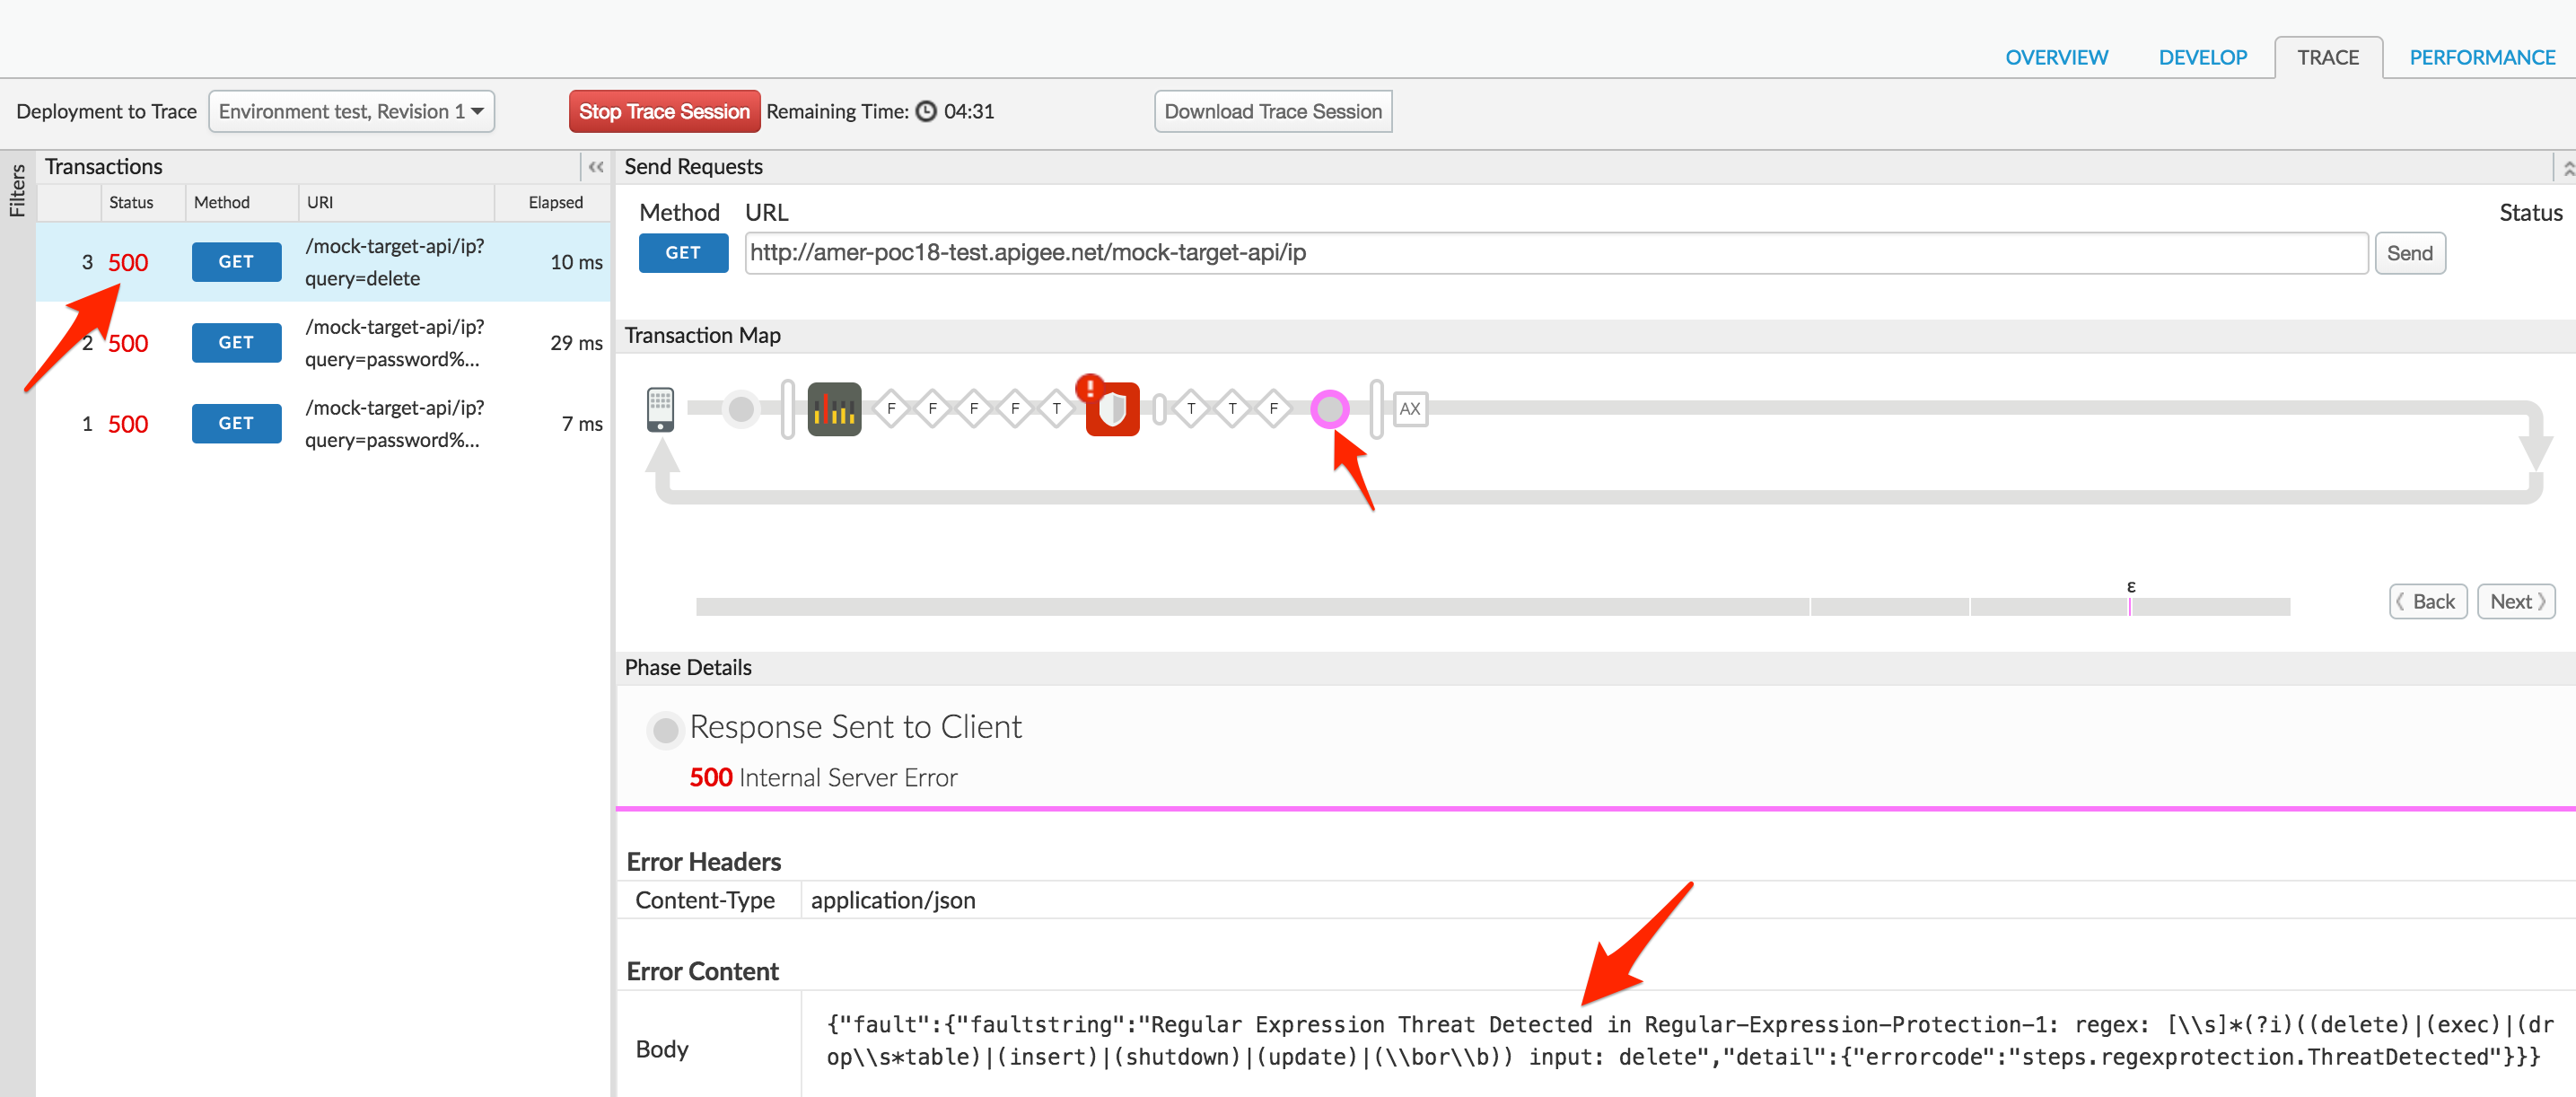 OVERVIEW DEVELOP TRACE PERFORMANCE
Deployment to Trace Environment test, Revision 1 Stop Trace Session Remaining Time: 04:31 Download Trace Session
Filters
Transactions
Status Method URI Elapsed
3 500 GET /mock-target-api/ip? 10 ms
query=delete
2 500 GET /mock-target-api/ip? 29 ms
query=password%...
1 500 GET /mock-target-api/ip? 7 ms
query=password%...
Send Requests
Method URL Status
GET http://amer-poc18-test.apigee.net/mock-target-api/ip Send
Transaction Map
F F F F T ! T T F AX
ε
Back Next
Phase Details
Response Sent to Client
500 Internal Server Error
Error Headers
Content-Type application/json
Error Content
Body
{"fault":{"faultstring":"Regular Expression Threat Detected in Regular-Expression-Protection-1: regex: [\\s]*(?i)((delete)|(exec)|(dr
op\\s*table)|(insert)|(shutdown)|(update)|(\\bor\\b)) input: delete","detail":{"errorcode":"steps.regexprotection.ThreatDetected"}}}